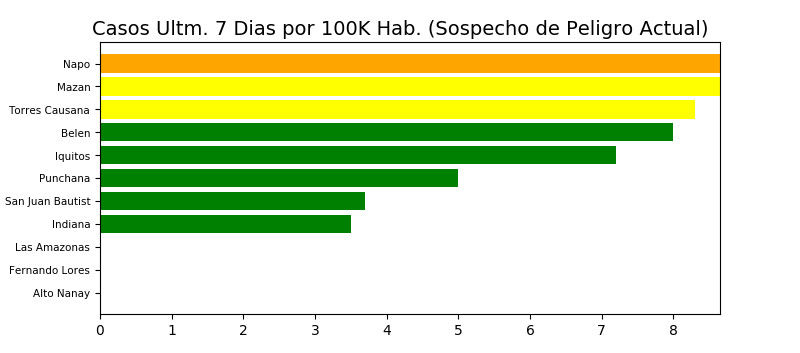 Casos Ultm. 7 Dias por 100K Hab. (Sospecho de Peligro Actual)
Napo
Mazan
Torres Causana
Belen
Iquitos
Punchana
San Juan Bautist
Indiana
Las Amazonas
Fernando Lores
Alto Nanay
0 1 2 3 4 5 6 7 8